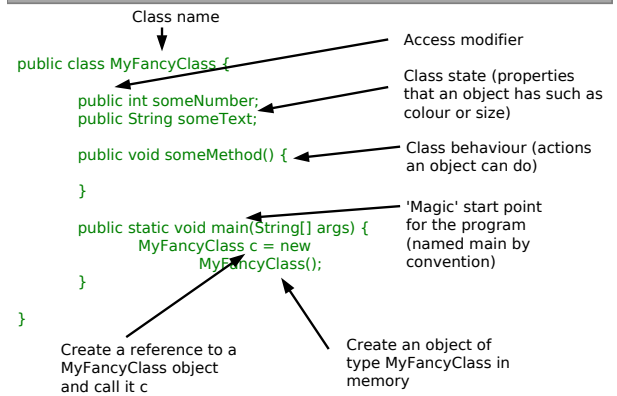 Class name
Access modifier
public class MyFancyClass {
Class state (properties
that an object has such as
colour or size)
public int someNumber;
public String someText;
Class behaviour (actions
an object can do)
public void someMethod() {
}
'Magic' start point
for the program
(named main by
convention)
public static void main(String[] args) {
MyFancyClass c = new
MyFancyClass();
}
}
Create a reference to a
MyFancyClass object
and call it c
Create an object of
type MyFancyClass in
memory